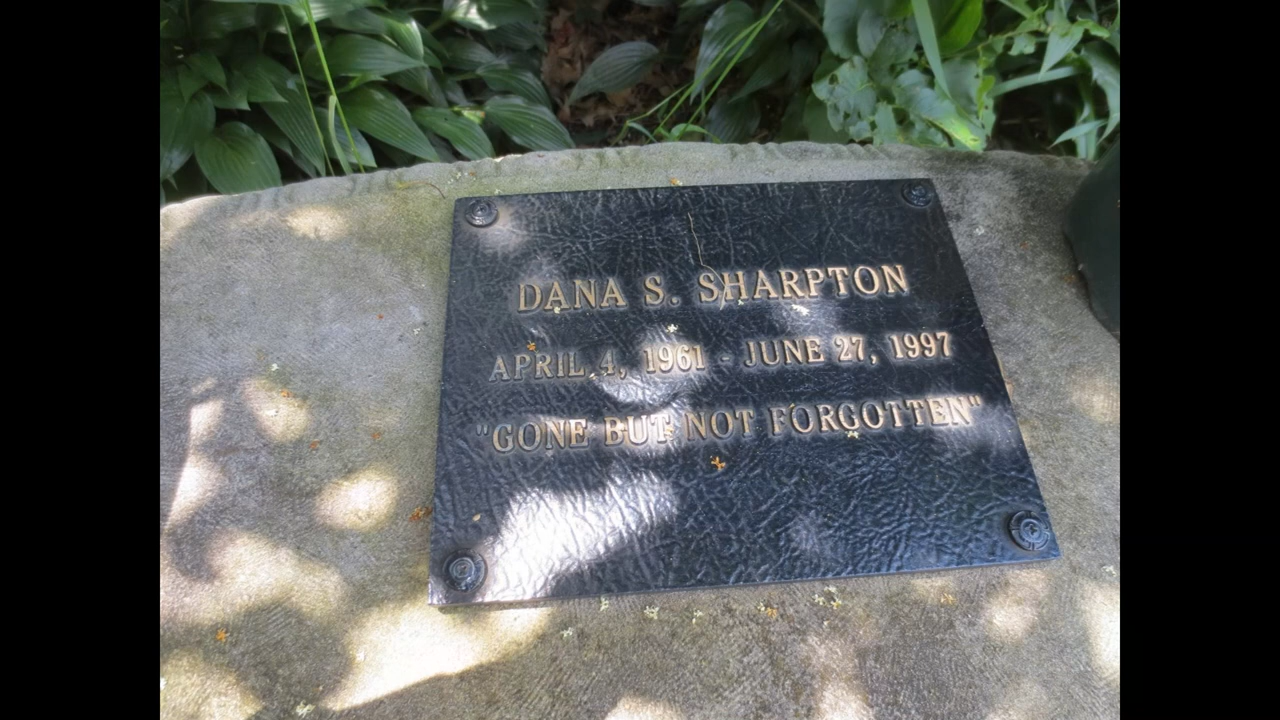 DANA S. SHARPTON
APRIL 4, 1961 - JUNE 27, 1997
"GONE BUT NOT FORGOTTEN"